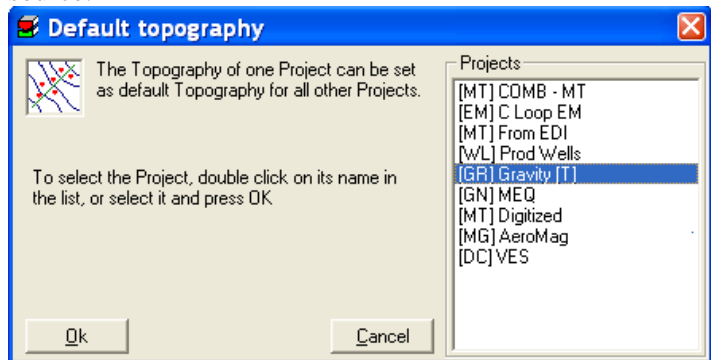 Default topography
The Topography of one Project can be set
as default Topography for all other Projects.
To select the Project, double click on its name in
the list, or select it and press OK
Ok
Cancel
Projects
[MT] COMB - MT
[EM] C Loop EM
[MT] From EDI
[WL] Prod Wells
[GR] Gravity [T]
[GN] MEQ
[MT] Digitized
[MG] AeroMag
[DC] VES